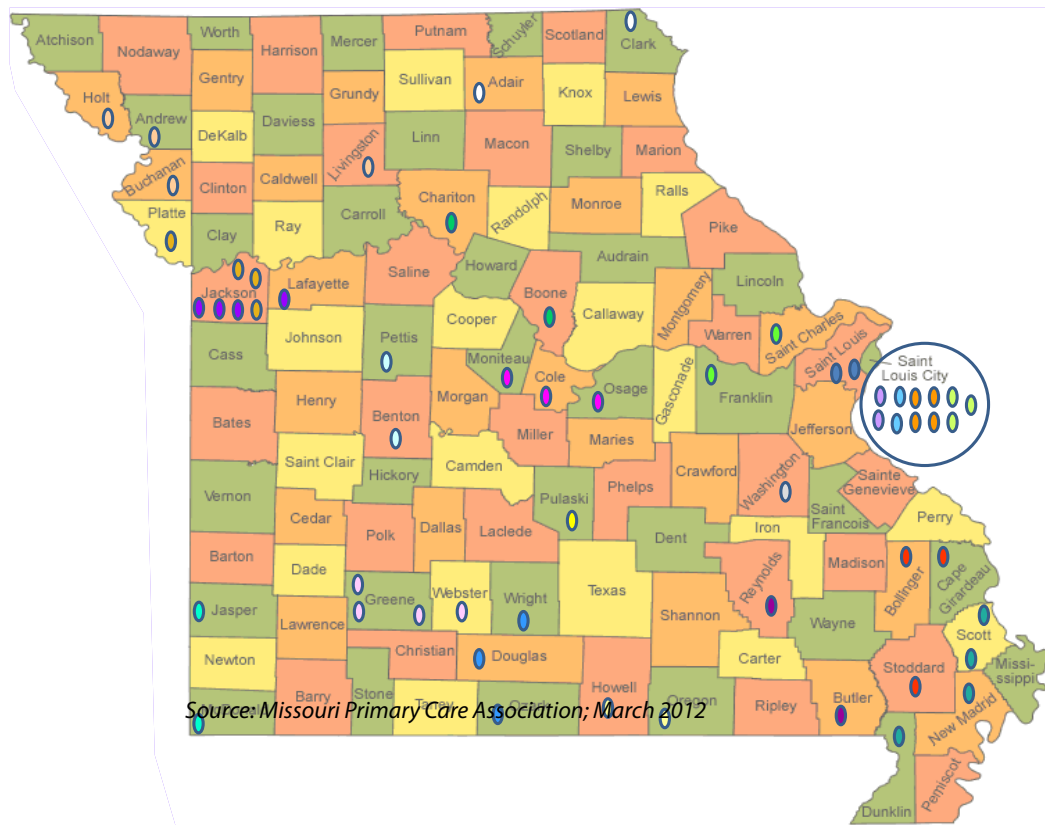 Atchison
Nodaway
Worth
Harrison
Mercer
Putnam
Schuyler
Scotland
Clark
Holt
Andrew
Gentry
DeKalb
Daviess
Grundy
Sullivan
Adair
Knox
Lewis
Buchanan
Clinton
Caldwell
Livingston
Linn
Macon
Shelby
Marion
Platte
Clay
Ray
Carroll
Chariton
Randolph
Monroe
Ralls
Pike
Jackson
Lafayette
Saline
Howard
Boone
Audrain
Callaway
Montgomery
Lincoln
Warren
Saint Charles
Saint Louis
Saint
Louis City
Cass
Johnson
Pettis
Cooper
Moniteau
Cole
Osage
Gasconade
Franklin
Jefferson
Bates
Henry
Benton
Morgan
Miller
Maries
Saint Clair
Hickory
Camden
Pulaski
Phelps
Crawford
Washington
Sainte
Genevieve
Saint
Francois
Perry
Vernon
Cedar
Polk
Dallas
Laclede
Dent
Iron
Madison
Bollinger
Cape
Girardeau
Barton
Dade
Greene
Webster
Wright
Texas
Shannon
Reynolds
Wayne
Jasper
Lawrence
Christian
Douglas
Carter
Scott
Missi-
ssippi
Newton
Barry
Stone
Taney
Howell
Oregon
Ripley
Butler
Stoddard
New Madrid
Dunklin
Pemiscot
Source: Missouri Primary Care Association; March 2012